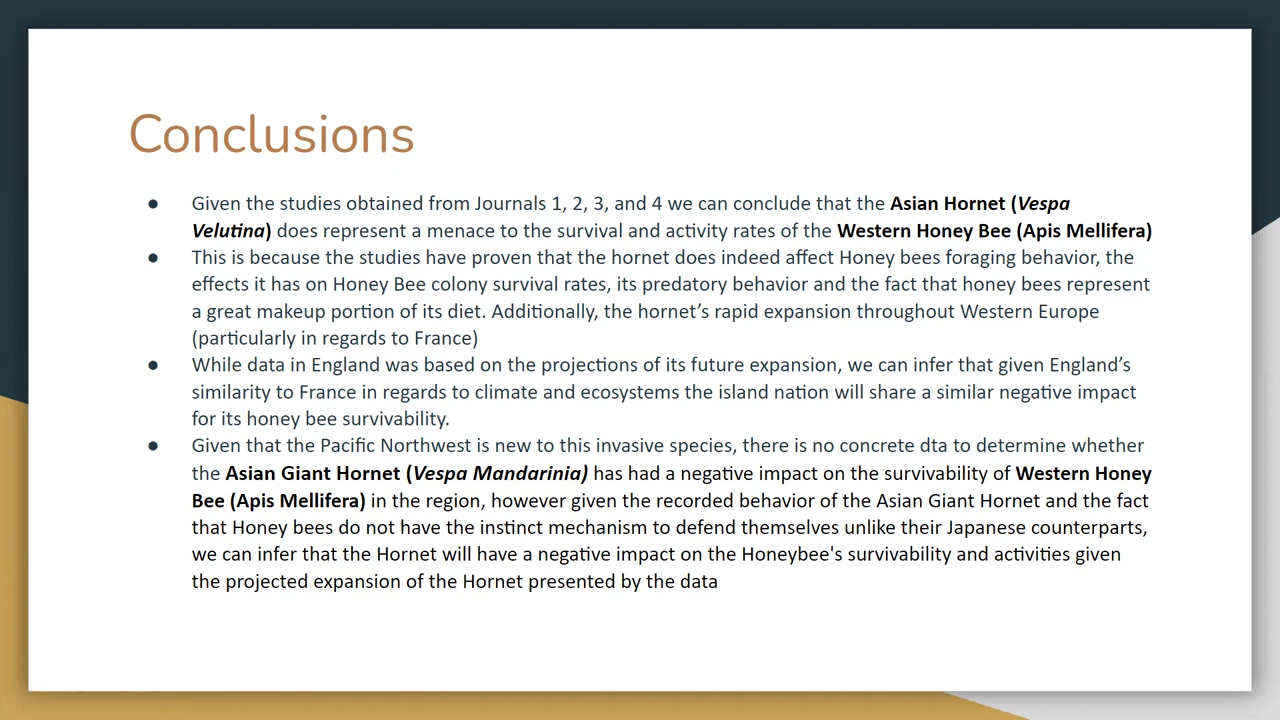 Conclusions
● Given the studies obtained from Journals 1, 2, 3, and 4 we can conclude that the Asian Hornet (Vespa
Velutina) does represent a menace to the survival and activity rates of the Western Honey Bee (Apis Mellifera)
● This is because the studies have proven that the hornet does indeed affect Honey bees foraging behavior, the
effects it has on Honey Bee colony survival rates, its predatory behavior and the fact that honey bees represent
a great makeup portion of its diet. Additionally, the hornet’s rapid expansion throughout Western Europe
(particularly in regards to France)
● While data in England was based on the projections of its future expansion, we can infer that given England’s
similarity to France in regards to climate and ecosystems the island nation will share a similar negative impact
for its honey bee survivability.
● Given that the Pacific Northwest is new to this invasive species, there is no concrete dta to determine whether
the Asian Giant Hornet (Vespa Mandarinia) has had a negative impact on the survivability of Western Honey
Bee (Apis Mellifera) in the region, however given the recorded behavior of the Asian Giant Hornet and the fact
that Honey bees do not have the instinct mechanism to defend themselves unlike their Japanese counterparts,
we can infer that the Hornet will have a negative impact on the Honeybee's survivability and activities given
the projected expansion of the Hornet presented by the data